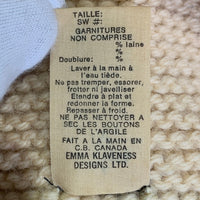 TAILLE:
SW #:
GARNITURES
NON COMPRISE
% laine
%
Doublure: %
Laver à la main à
l'eau tiède.
Ne pas tremper, essorer,
frotter ni javelliser
Etendre à plat et
redonner la forme.
Repasser à froid.
NE PAS NETTOYER A
SEC LES BOUTONS DE
L'ARGILE
FAIT A LA MAIN EN
C.B. CANADA
EMMA KLAVENESS
DESIGNS LTD.